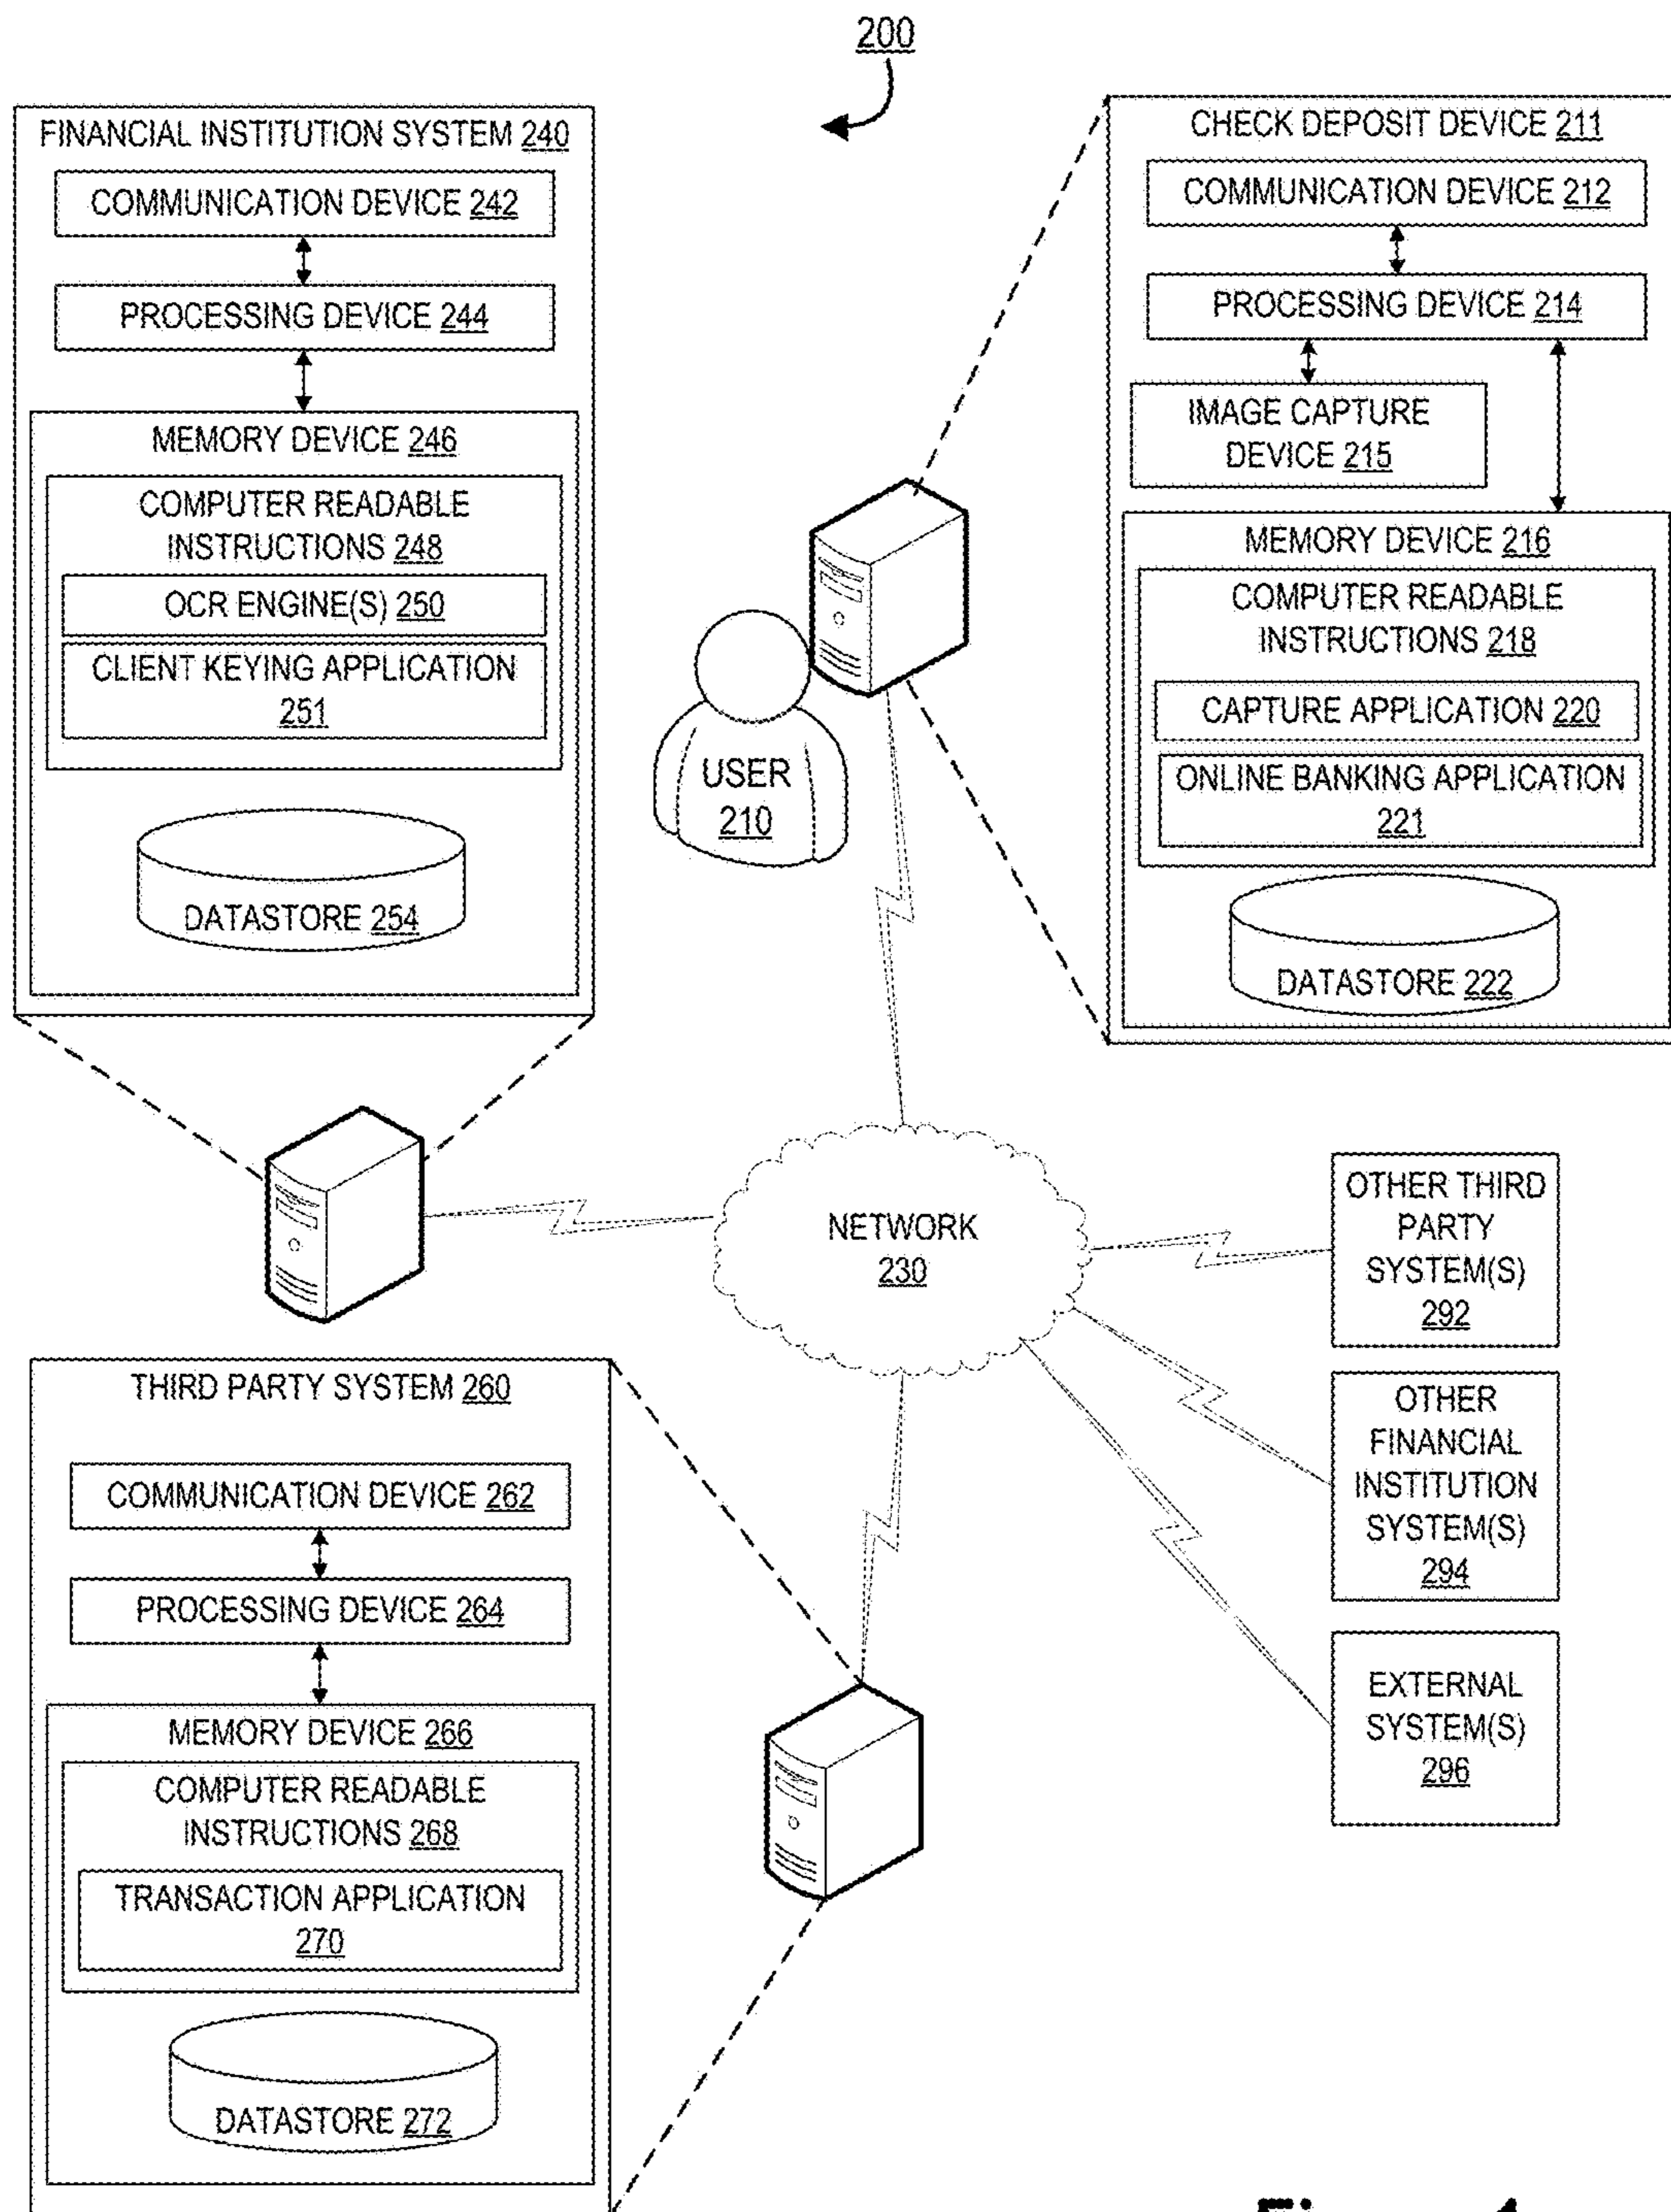 200
FINANCIAL INSTITUTION SYSTEM 240
COMMUNICATION DEVICE 242
PROCESSING DEVICE 244
MEMORY DEVICE 246
COMPUTER READABLE
INSTRUCTIONS 248
OCR ENGINE(S) 250
CLIENT KEYING APPLICATION
251
DATASTORE 254
CHECK DEPOSIT DEVICE 211
COMMUNICATION DEVICE 212
PROCESSING DEVICE 214
IMAGE CAPTURE
DEVICE 215
MEMORY DEVICE 216
COMPUTER READABLE
INSTRUCTIONS 218
CAPTURE APPLICATION 220
ONLINE BANKING APPLICATION
221
DATASTORE 222
USER
210
NETWORK
230
OTHER THIRD
PARTY
SYSTEM(S)
292
OTHER
FINANCIAL
INSTITUTION
SYSTEM(S)
294
EXTERNAL
SYSTEM(S)
296
THIRD PARTY SYSTEM 260
COMMUNICATION DEVICE 262
PROCESSING DEVICE 264
MEMORY DEVICE 266
COMPUTER READABLE
INSTRUCTIONS 268
TRANSACTION APPLICATION
270
DATASTORE 272